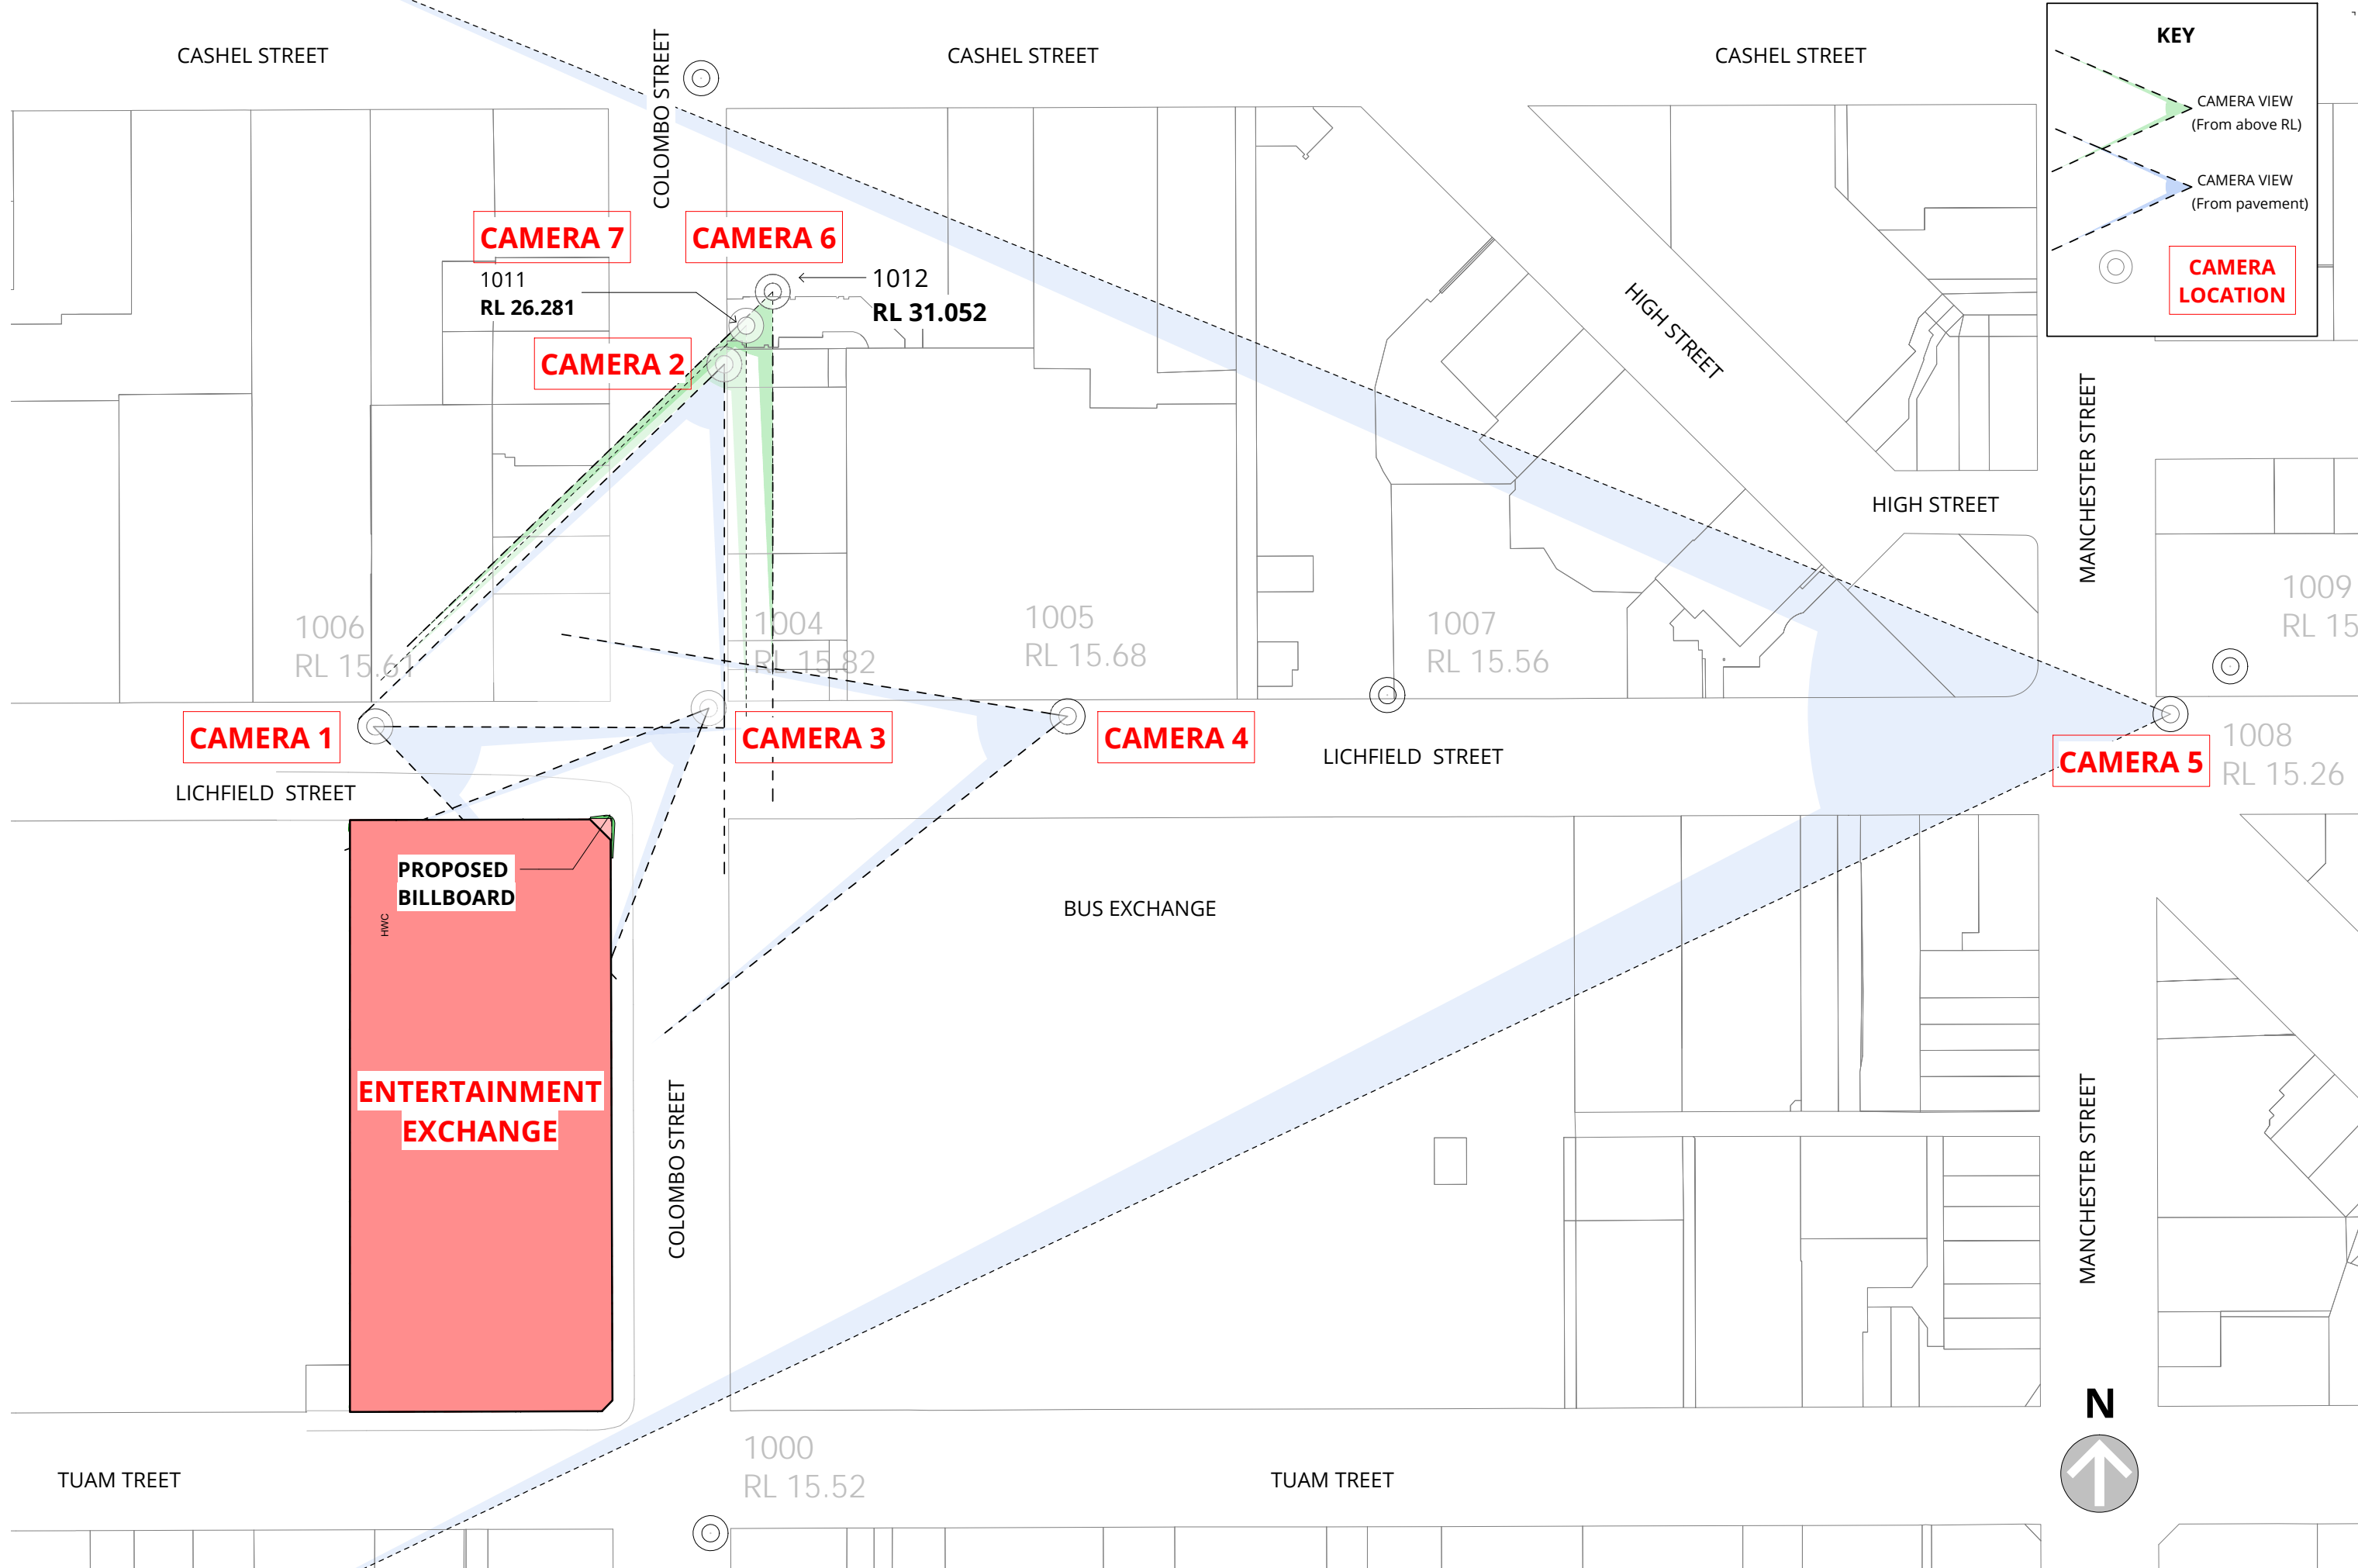 CASHEL STREET
COLOMBO STREET
CASHEL STREET
CASHEL STREET
KEY
CAMERA VIEW
(From above RL)
CAMERA VIEW
(From pavement)
CAMERA
LOCATION
CAMERA 7
CAMERA 6
1011
RL 26.281
1012
RL 31.052
CAMERA 2
HIGH STREET
HIGH STREET
MANCHESTER STREET
1006
RL 15.61
1004
RL 15.82
1005
RL 15.68
1007
RL 15.56
1009
RL 15
CAMERA 1
CAMERA 3
CAMERA 4
CAMERA 5
1008
RL 15.26
LICHFIELD STREET
LICHFIELD STREET
PROPOSED
BILLBOARD
HWC
BUS EXCHANGE
ENTERTAINMENT
EXCHANGE
COLOMBO STREET
MANCHESTER STREET
N
1000
RL 15.52
TUAM TREET
TUAM TREET